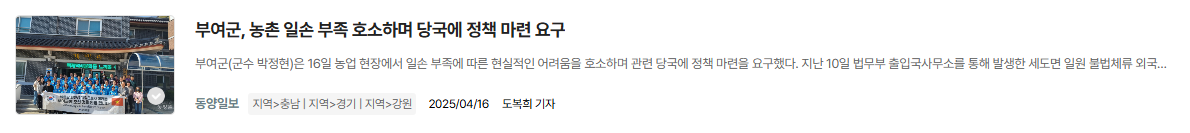 부여군, 농촌 일손 부족 호소하며 당국에 정책 마련 요구
부여군(군수 박정현)은 16일 농업 현장에서 일손 부족에 따른 현실적인 어려움을 호소하며 관련 당국에 정책 마련을 요구했다. 지난 10일 법무부 출입국사무소를 통해 발생한 세도면 일원 불법체류 외국...
동양일보 지역>충남 | 지역>경기 | 지역>강원 2025/04/16 도복희 기자